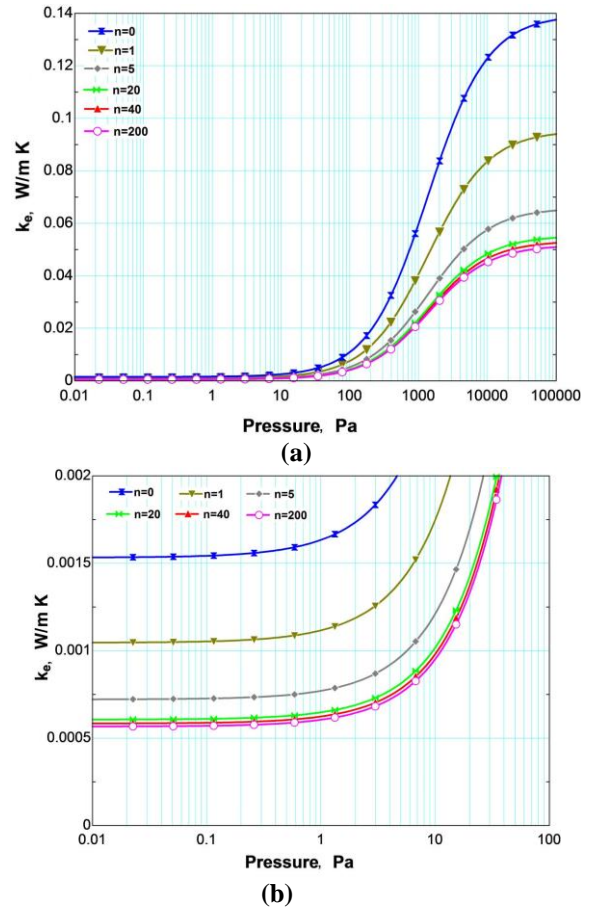 0.14
0.12
0.1
0.08
0.06
0.04
0.02
0
kₑ, W/m K
n=0
n=1
n=5
n=20
n=40
n=200
0.01 0.1 1 10 100 1000 10000 100000
Pressure, Pa
(a)
0.002
0.0015
0.001
0.0005
0
kₑ, W/m K
n=0 n=1 n=5
n=20 n=40 n=200
0.01 0.1 1 10 100
Pressure, Pa
(b)